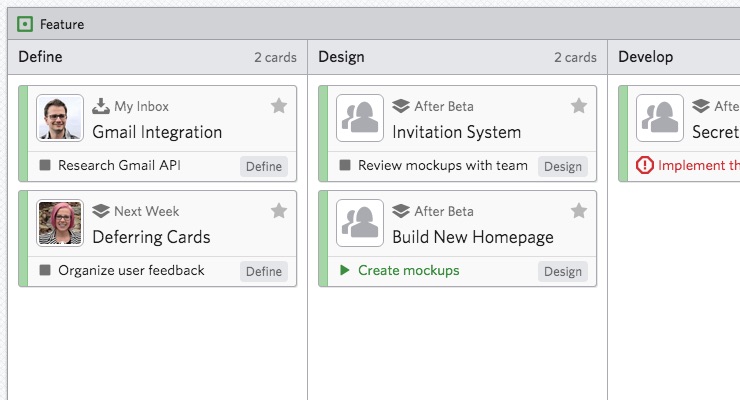 Feature
Define 2 cards
My Inbox
Gmail Integration
Research Gmail API Define
Next Week
Deferring Cards
Organize user feedback Define
Design 2 cards
After Beta
Invitation System
Review mockups with team Design
After Beta
Build New Homepage
Create mockups Design
Develop
Afte
Secret
Implement th